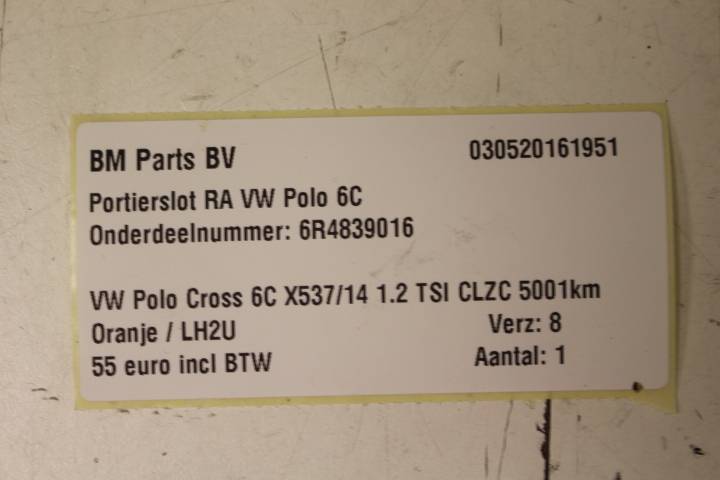 BM Parts BV 030520161951
Portierslot RA VW Polo 6C
Onderdeelnummer: 6R4839016
VW Polo Cross 6C X537/14 1.2 TSI CLZC 5001km
Oranje / LH2U Verz: 8
55 euro incl BTW Aantal: 1